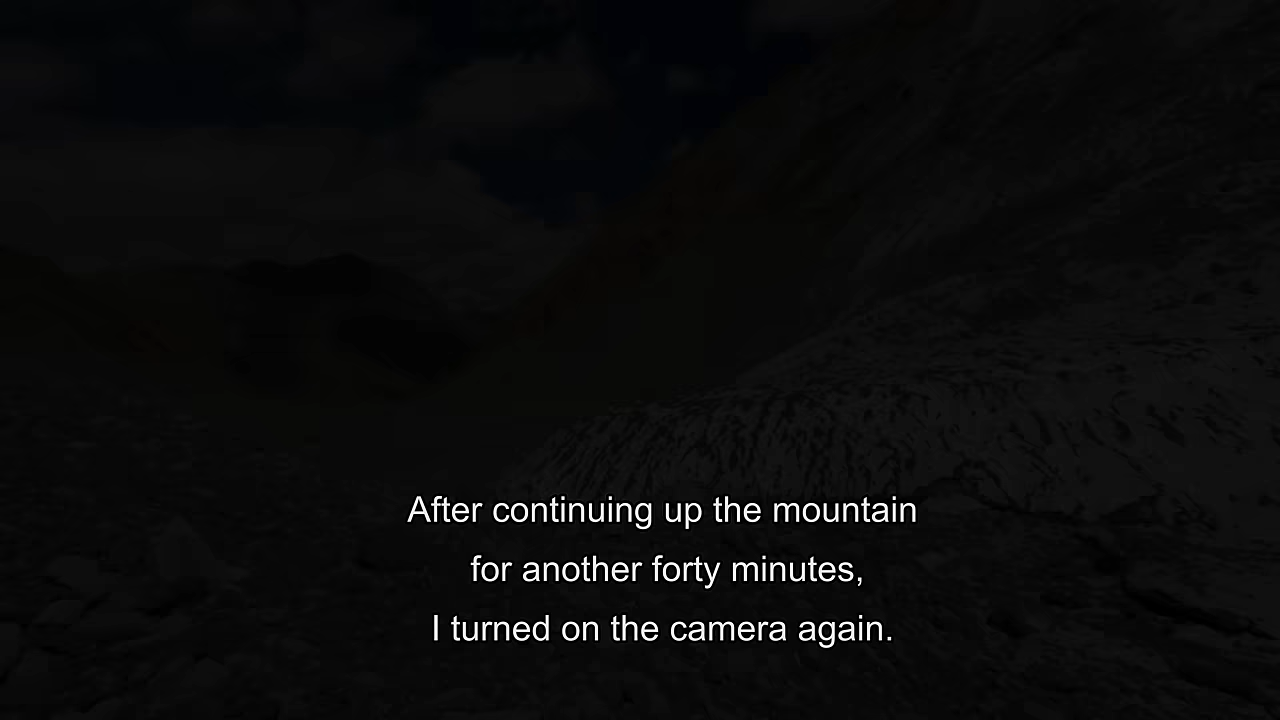 After continuing up the mountain
for another forty minutes,
I turned on the camera again.